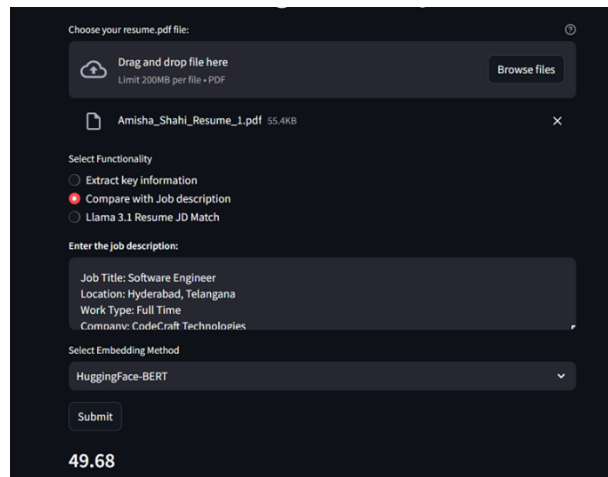 Choose your resume.pdf file:
Drag and drop file here
Limit 200MB per file • PDF
Browse files
Amisha_Shahi_Resume_1.pdf 55.4KB
Select Functionality
Extract key information
Compare with Job description
Llama 3.1 Resume JD Match
Enter the job description:
Job Title: Software Engineer
Location: Hyderabad, Telangana
Work Type: Full Time
Company: CodeCraft Technologies
Select Embedding Method
HuggingFace-BERT
Submit
49.68